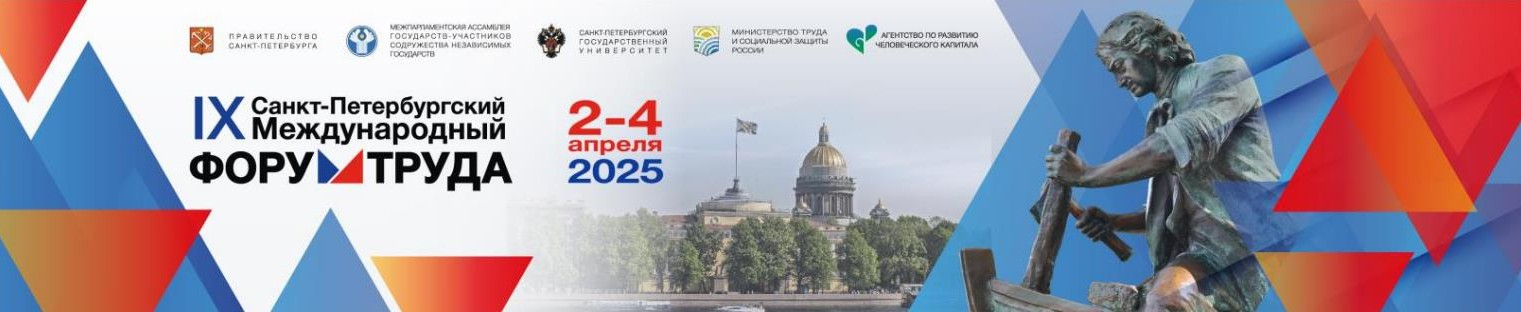 ПРАВИТЕЛЬСТВО
САНКТ-ПЕТЕРБУРГА
МЕЖПАРЛАМЕНТСКАЯ АССАМБЛЕЯ
ГОСУДАРСТВ-УЧАСТНИКОВ
СОДРУЖЕСТВА НЕЗАВИСИМЫХ
ГОСУДАРСТВ
САНКТ-ПЕТЕРБУРГСКИЙ
ГОСУДАРСТВЕННЫЙ
УНИВЕРСИТЕТ
МИНИСТЕРСТВО ТРУДА
И СОЦИАЛЬНОЙ ЗАЩИТЫ
РОССИИ
АГЕНТСТВО ПО РАЗВИТИЮ
ЧЕЛОВЕЧЕСКОГО КАПИТАЛА
IX Санкт-Петербургский
Международный
ФОРУМ ТРУДА
2-4
апреля
2025